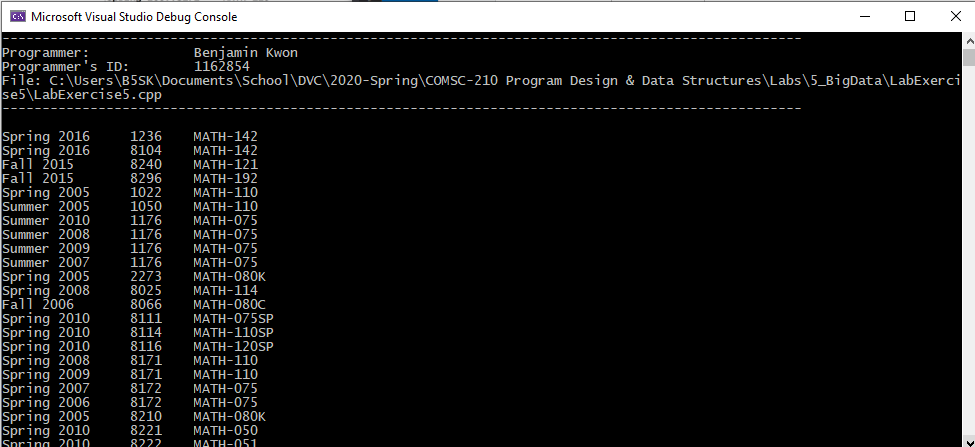 Microsoft Visual Studio Debug Console
----------------------------------------------------------------------------------------------------
Programmer: Benjamin Kwon
Programmer's ID: 1162854
File: C:\Users\B5SK\Documents\School\DVC\2020-Spring\COMSC-210 Program Design & Data Structures\Labs\5_BigData\LabExerci
se5\LabExercise5.cpp
----------------------------------------------------------------------------------------------------
Spring 2016 1236 MATH-142
Spring 2016 8104 MATH-142
Fall 2015 8240 MATH-121
Fall 2015 8296 MATH-192
Spring 2005 1022 MATH-110
Summer 2005 1050 MATH-110
Summer 2010 1176 MATH-075
Summer 2008 1176 MATH-075
Summer 2009 1176 MATH-075
Summer 2007 1176 MATH-075
Spring 2005 2273 MATH-080K
Spring 2008 8025 MATH-114
Fall 2006 8066 MATH-080C
Spring 2010 8111 MATH-075SP
Spring 2010 8114 MATH-110SP
Spring 2010 8116 MATH-120SP
Spring 2008 8171 MATH-110
Spring 2009 8171 MATH-110
Spring 2007 8172 MATH-075
Spring 2006 8172 MATH-075
Spring 2005 8210 MATH-080K
Spring 2010 8221 MATH-050
Spring 2010 8222 MATH-051